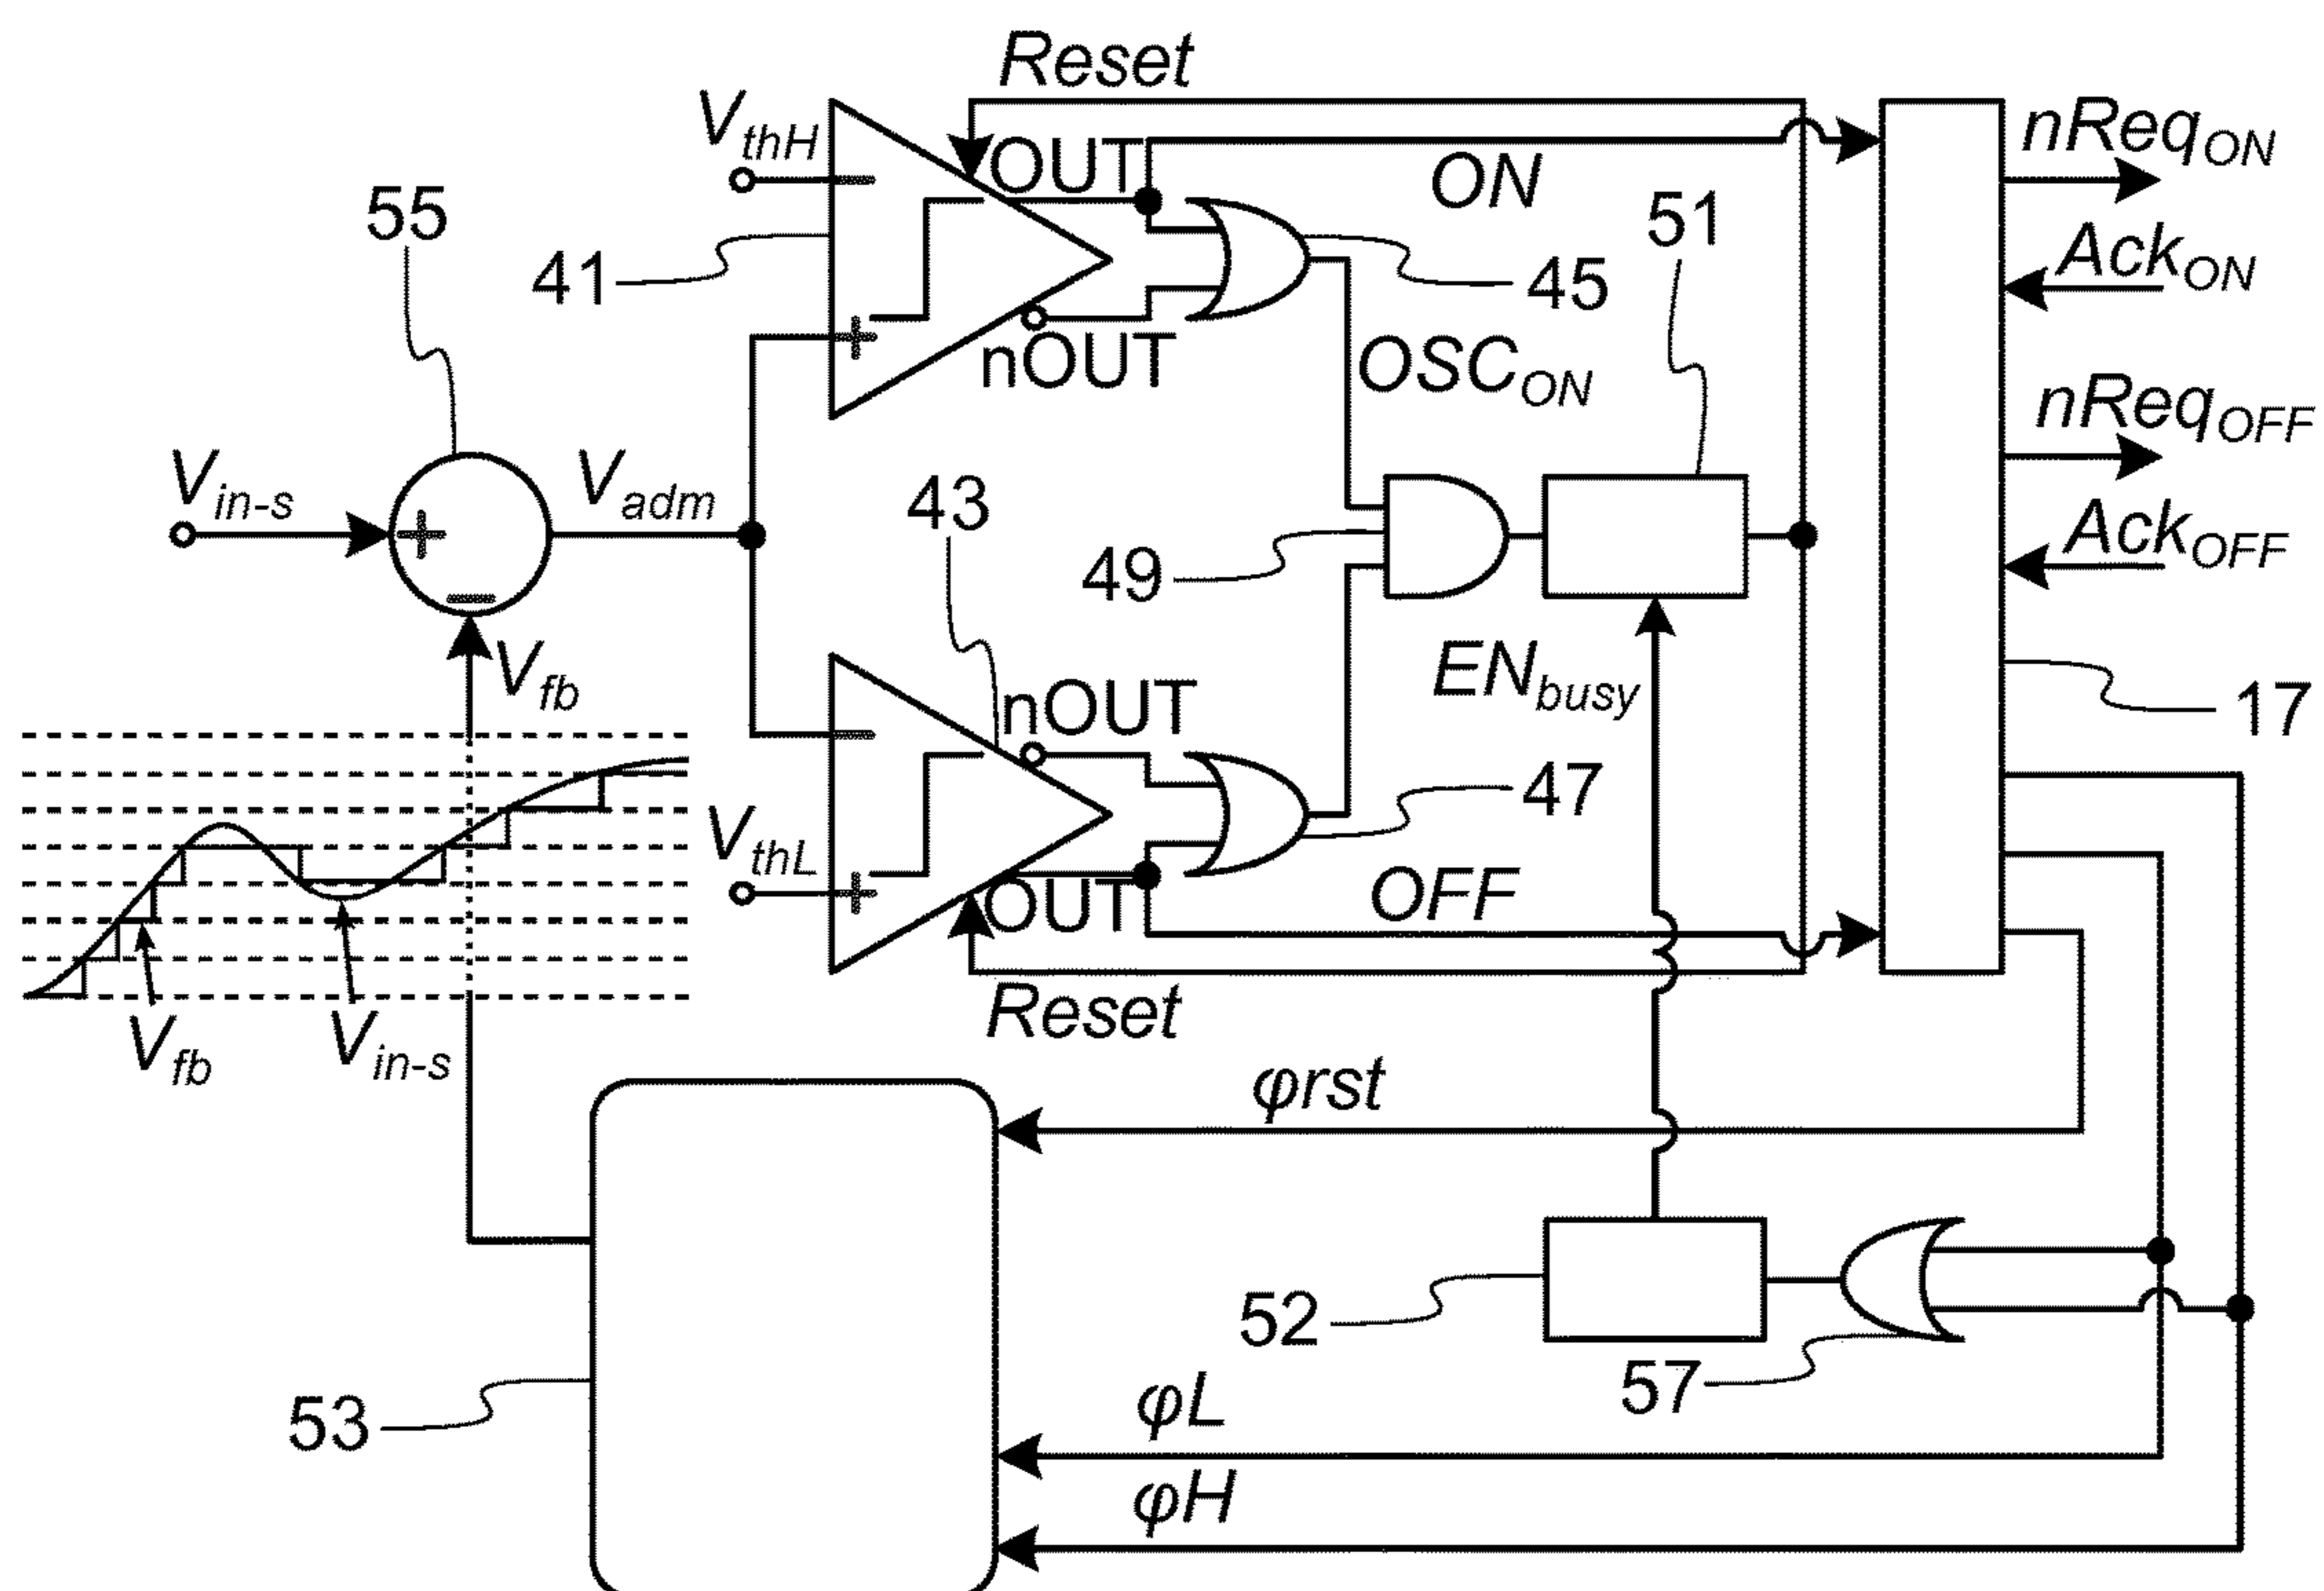 Reset
V_thH
OUT
ON
nReq_ON
55
51
41
45
Ack_ON
nOUT
OSC_ON
nReq_OFF
V_in-s
V_adm
43
49
Ack_OFF
V_fb
nOUT
EN_busy
17
V_thL
47
OUT
OFF
V_fb
V_in-s
Reset
φrst
52
57
53
φL
φH